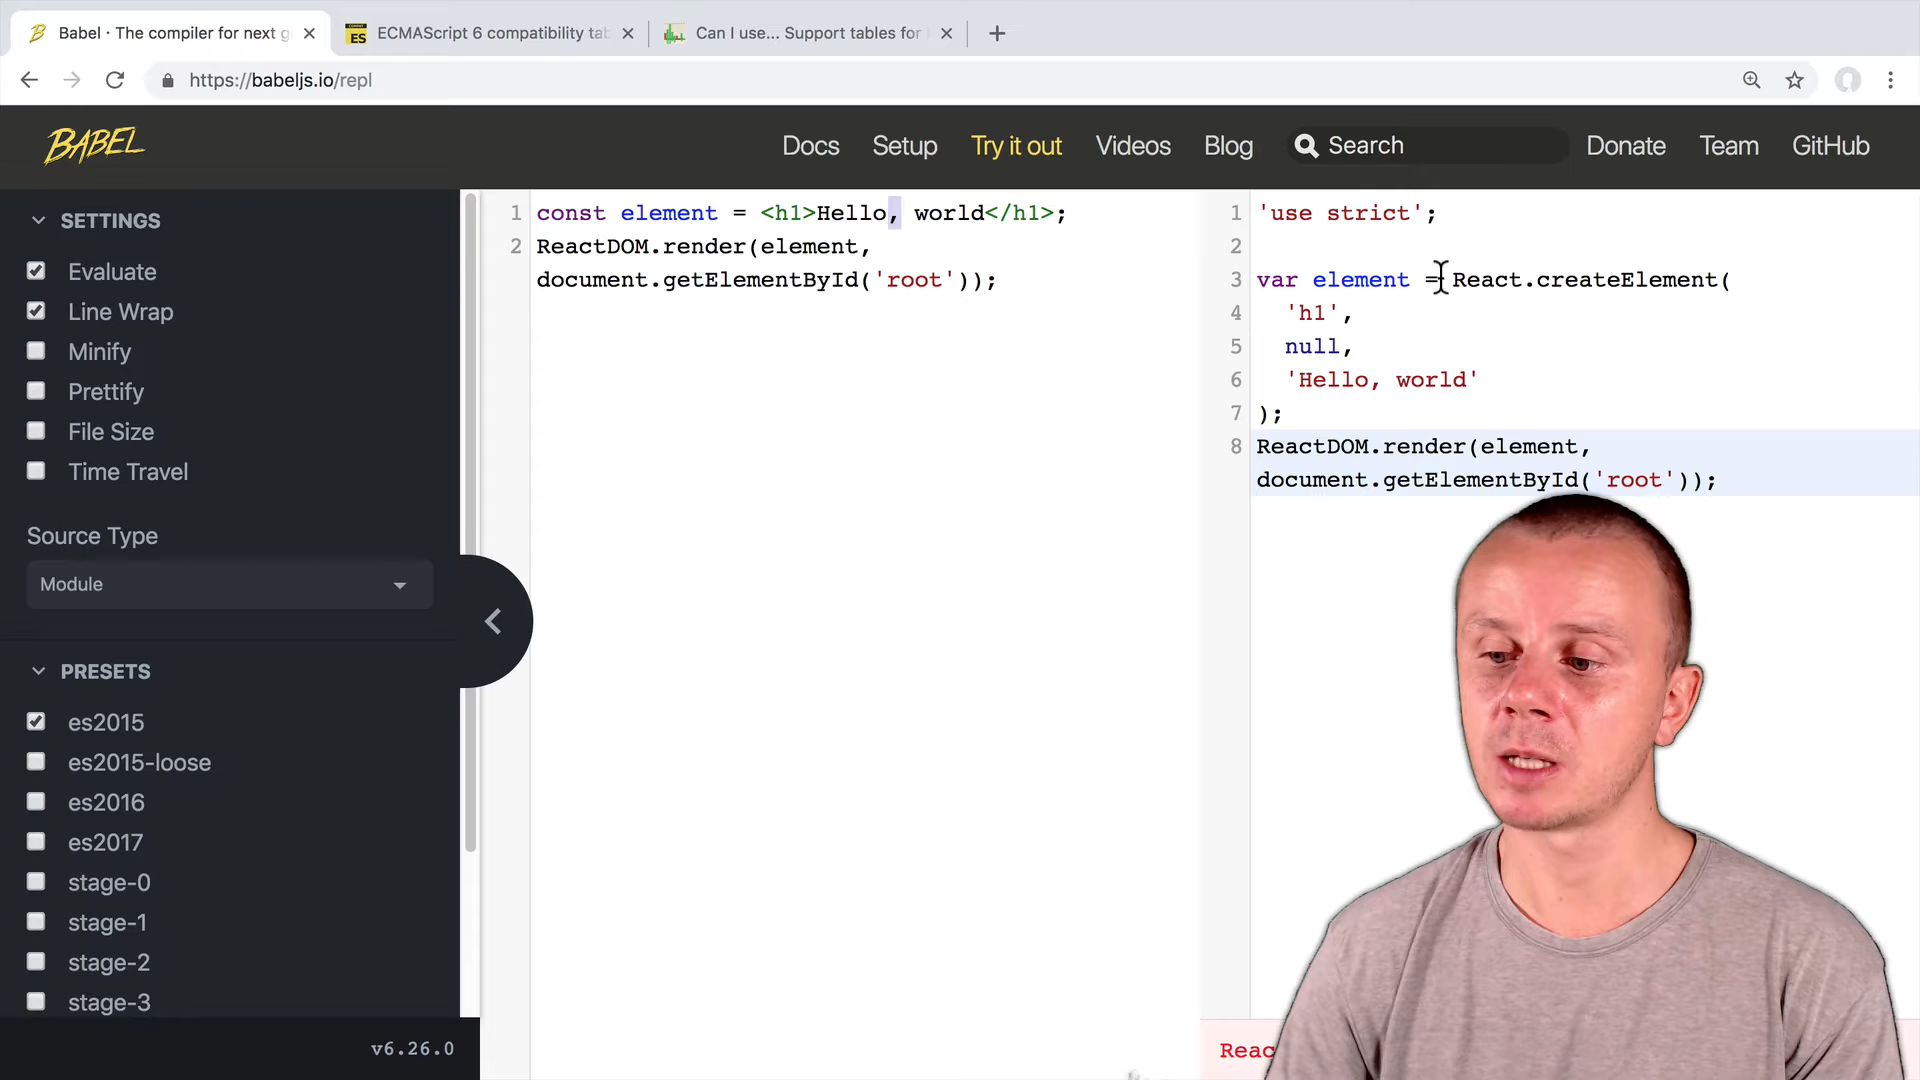 Babel · The compiler for next g
ECMAScript 6 compatibility tab
Can I use... Support tables for
https://babeljs.io/repl
BABEL
Docs
Setup
Try it out
Videos
Blog
Search
Donate
Team
GitHub
SETTINGS
Evaluate
Line Wrap
Minify
Prettify
File Size
Time Travel
Source Type
Module
PRESETS
es2015
es2015-loose
es2016
es2017
stage-0
stage-1
stage-2
stage-3
v6.26.0
1 const element = <h1>Hello, world</h1>;
2 ReactDOM.render(element,
document.getElementById('root'));
1 'use strict';
2
3 var element = React.createElement(
4 'h1',
5 null,
6 'Hello, world'
7 );
8 ReactDOM.render(element,
document.getElementById('root'));
Reac